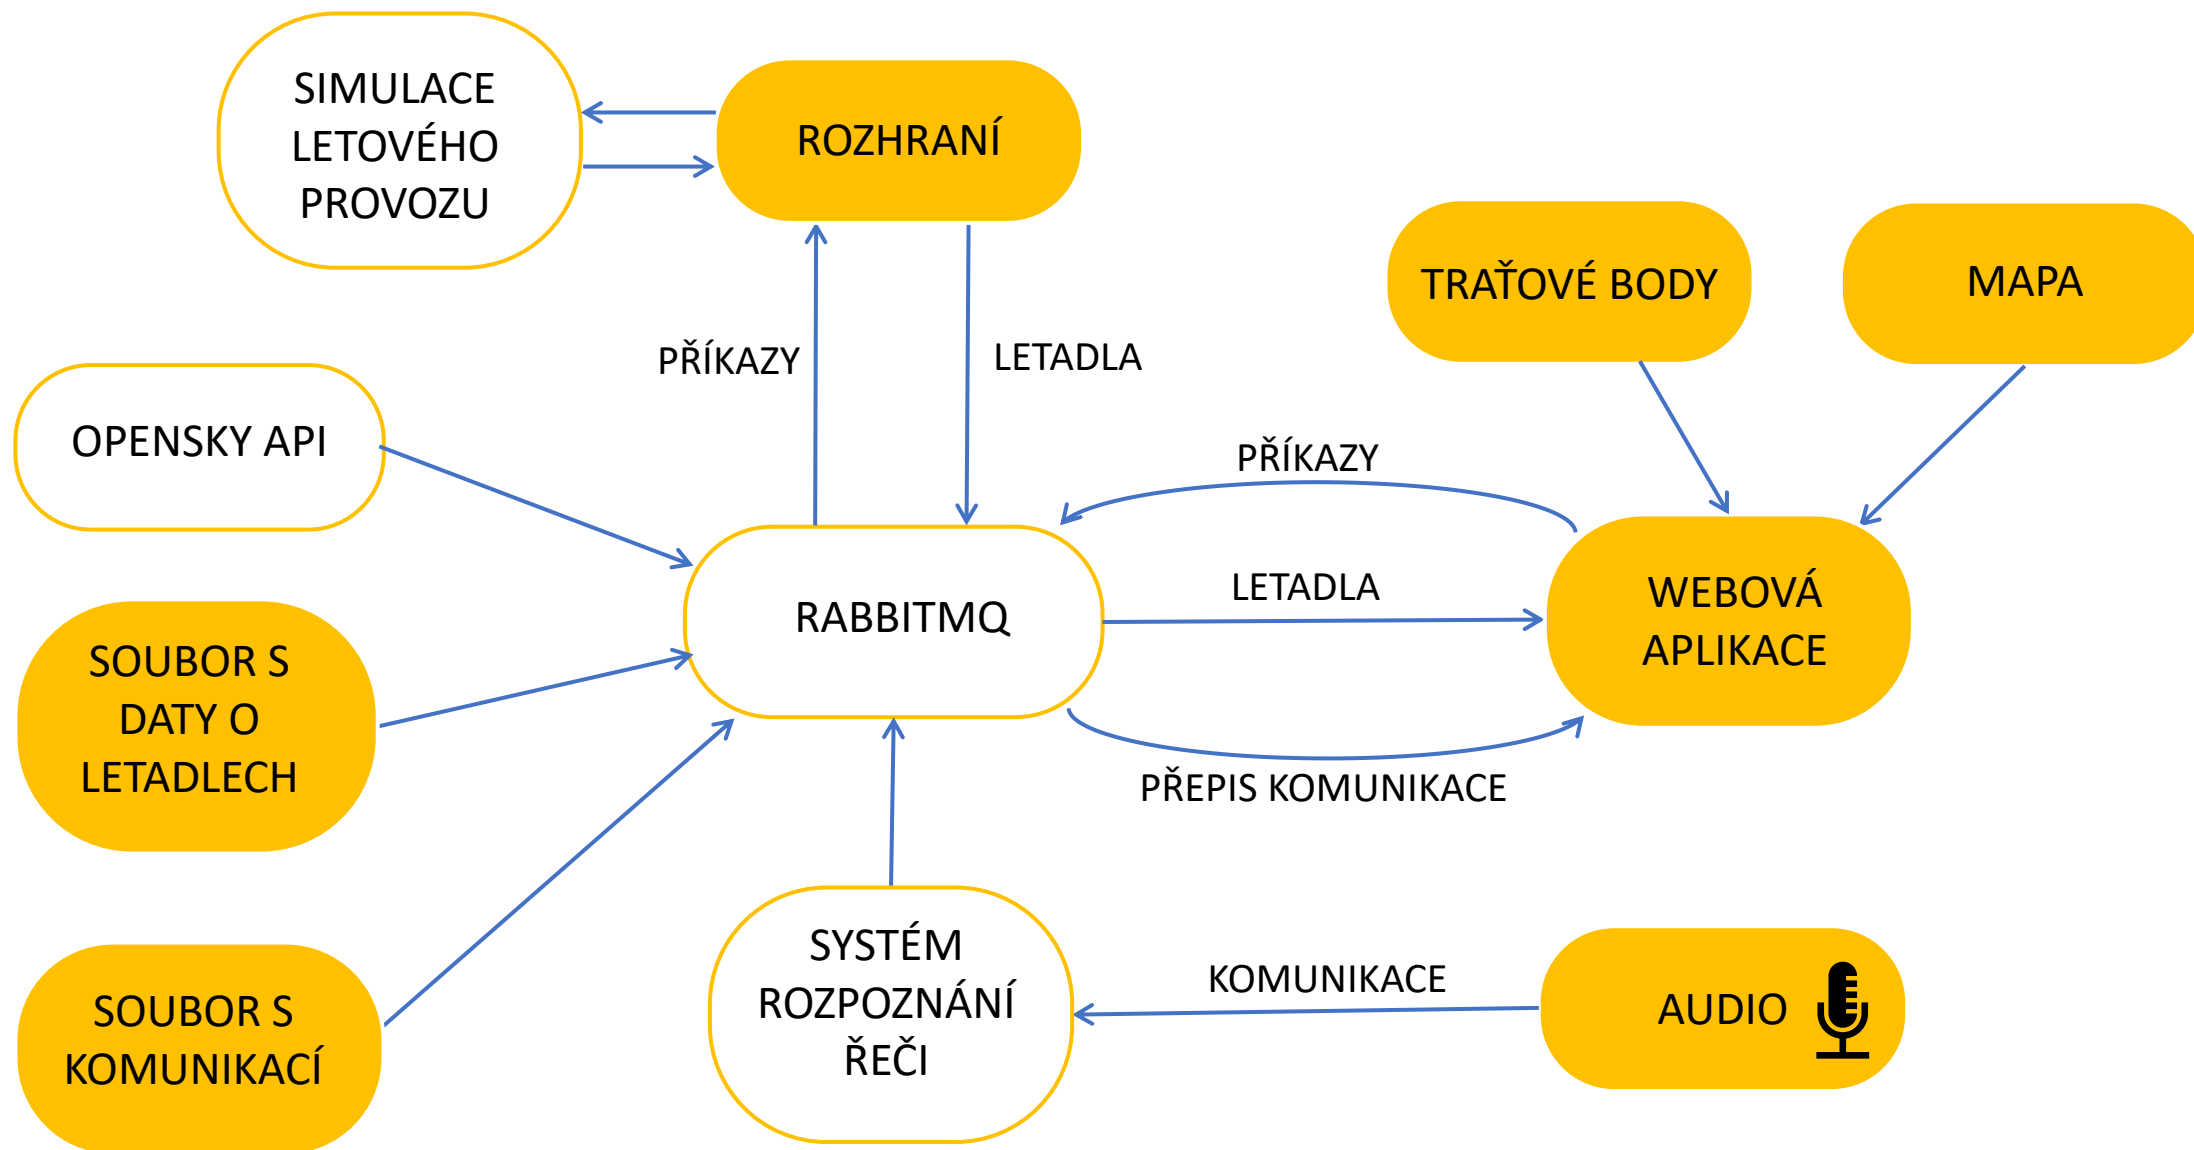 SIMULACE
LETOVÉHO
PROVOZU
ROZHRANÍ
TRAŤOVÉ BODY
MAPA
PŘÍKAZY
LETADLA
OPENSKY API
PŘÍKAZY
LETADLA
RABBITMQ
WEBOVÁ
APLIKACE
SOUBOR S
DATY O
LETADLECH
PŘEPIS KOMUNIKACE
SYSTÉM
ROZPOZNÁNÍ
ŘEČI
KOMUNIKACE
AUDIO
SOUBOR S
KOMUNIKACÍ